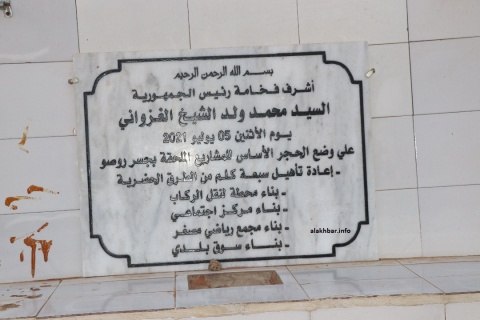 بسم الله الرحمن الرحيم
أشرف فخامة رئيس الجمهورية
السيد محمد ولد الشيخ الغزواني
يوم الأثنين 05 يوليو 2021
علي وضع الحجر الأساس للمشاريع الملحقة بجسر روصو
- إعادة تأهيل سبعة كلم من الطرق الحضرية
- بناء محطة لنقل الركاب
- بناء مركز اجتماعي
- بناء مجمع رياضي مصغر
- بناء سوق بلدي
alakhbar.info